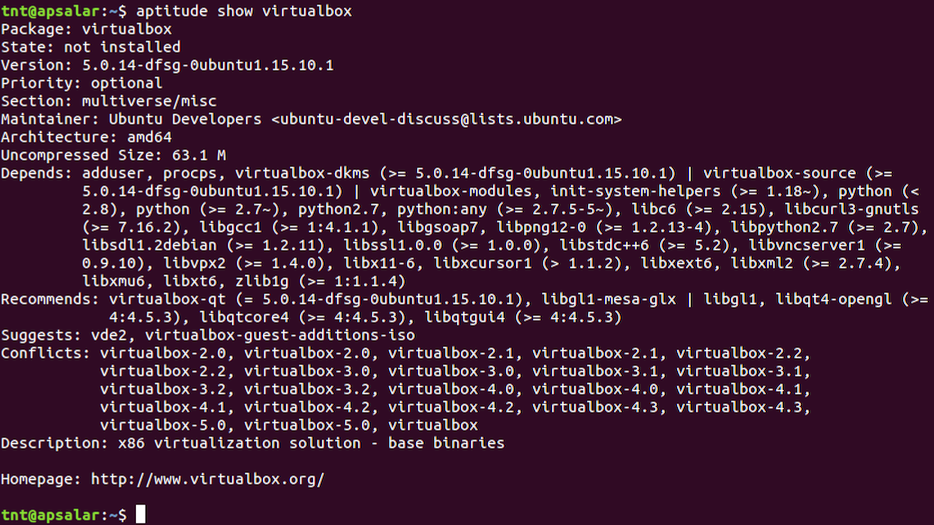 tnt@apsalar:~$ aptitude show virtualbox
Package: virtualbox
State: not installed
Version: 5.0.14-dfsg-0ubuntu1.15.10.1
Priority: optional
Section: multiverse/misc
Maintainer: Ubuntu Developers <ubuntu-devel-discuss@lists.ubuntu.com>
Architecture: amd64
Uncompressed Size: 63.1 M
Depends: adduser, procps, virtualbox-dkms (>= 5.0.14-dfsg-0ubuntu1.15.10.1) | virtualbox-source (>=
5.0.14-dfsg-0ubuntu1.15.10.1) | virtualbox-modules, init-system-helpers (>= 1.18~), python (<
2.8), python (>= 2.7~), python2.7, python:any (>= 2.7.5-5~), libc6 (>= 2.15), libcurl3-gnutls
(>= 7.16.2), libgcc1 (>= 1:4.1.1), libgsoap7, libpng12-0 (>= 1.2.13-4), libpython2.7 (>= 2.7),
libsdl1.2debian (>= 1.2.11), libssl1.0.0 (>= 1.0.0), libstdc++6 (>= 5.2), libvncserver1 (>=
0.9.10), libvpx2 (>= 1.4.0), libx11-6, libxcursor1 (> 1.1.2), libxext6, libxml2 (>= 2.7.4),
libxmu6, libxt6, zlib1g (>= 1:1.1.4)
Recommends: virtualbox-qt (= 5.0.14-dfsg-0ubuntu1.15.10.1), libgl1-mesa-glx | libgl1, libqt4-opengl (>=
4:4.5.3), libqtcore4 (>= 4:4.5.3), libqtgui4 (>= 4:4.5.3)
Suggests: vde2, virtualbox-guest-additions-iso
Conflicts: virtualbox-2.0, virtualbox-2.0, virtualbox-2.1, virtualbox-2.1, virtualbox-2.2,
virtualbox-2.2, virtualbox-3.0, virtualbox-3.0, virtualbox-3.1, virtualbox-3.1,
virtualbox-3.2, virtualbox-3.2, virtualbox-4.0, virtualbox-4.0, virtualbox-4.1,
virtualbox-4.1, virtualbox-4.2, virtualbox-4.2, virtualbox-4.3, virtualbox-4.3,
virtualbox-5.0, virtualbox-5.0, virtualbox
Description: x86 virtualization solution - base binaries
Homepage: http://www.virtualbox.org/
tnt@apsalar:~$